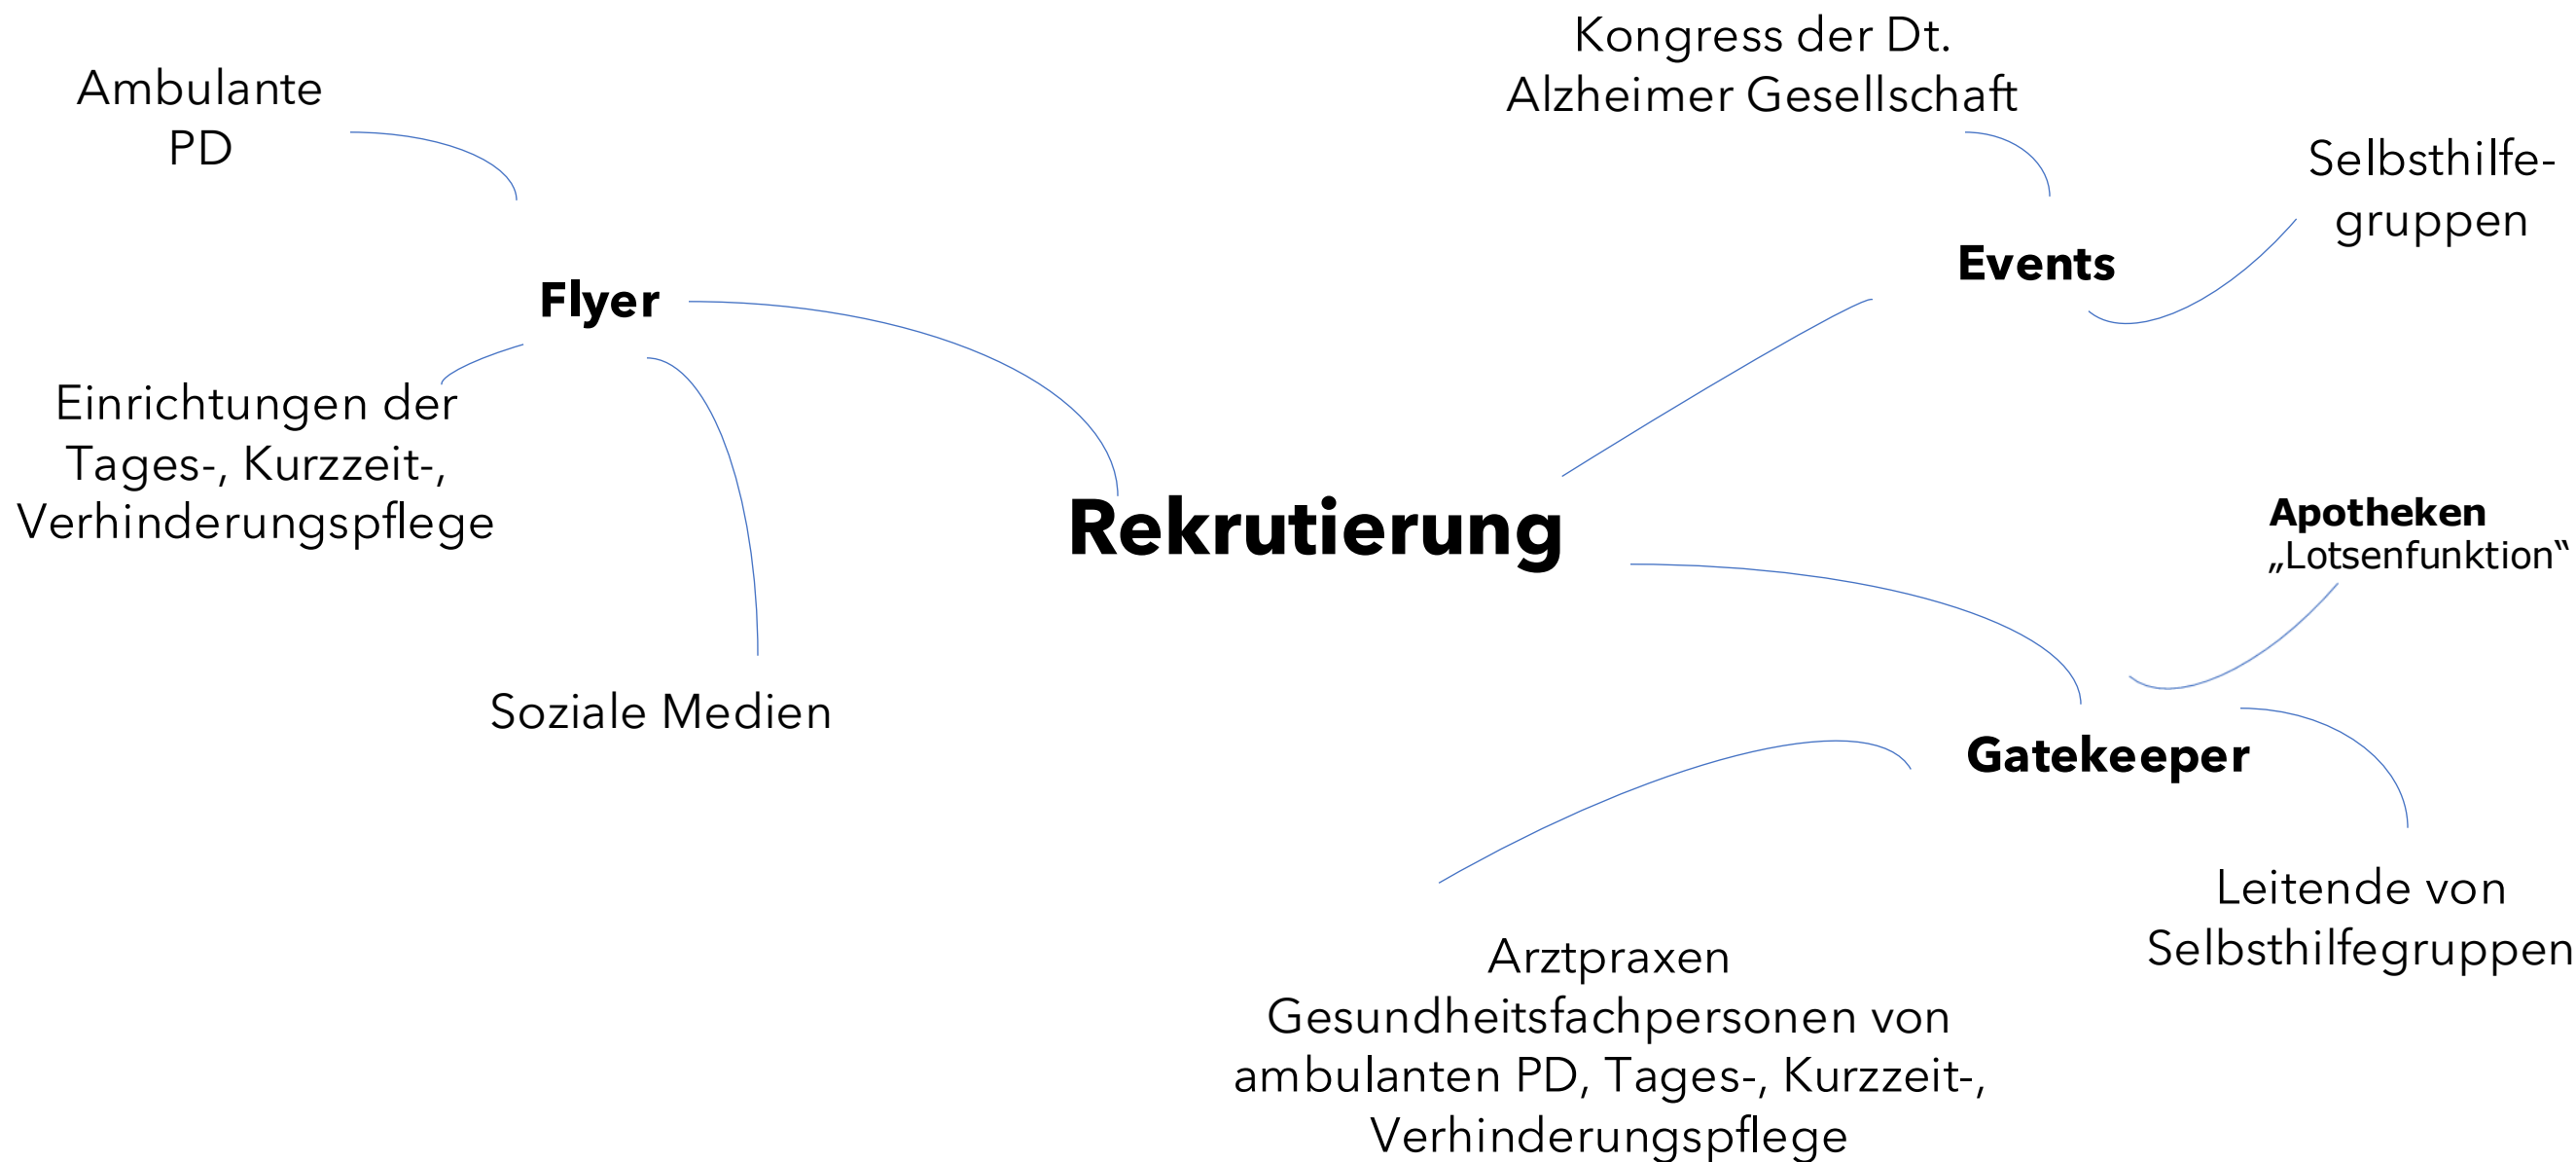 Ambulante
PD
Flyer
Einrichtungen der
Tages-, Kurzzeit-,
Verhinderungspflege
Soziale Medien
Rekrutierung
Kongress der Dt.
Alzheimer Gesellschaft
Selbsthilfe-
gruppen
Events
Apotheken
„Lotsenfunktion“
Gatekeeper
Leitende von
Selbsthilfegruppen
Arztpraxen
Gesundheitsfachpersonen von
ambulanten PD, Tages-, Kurzzeit-,
Verhinderungspflege